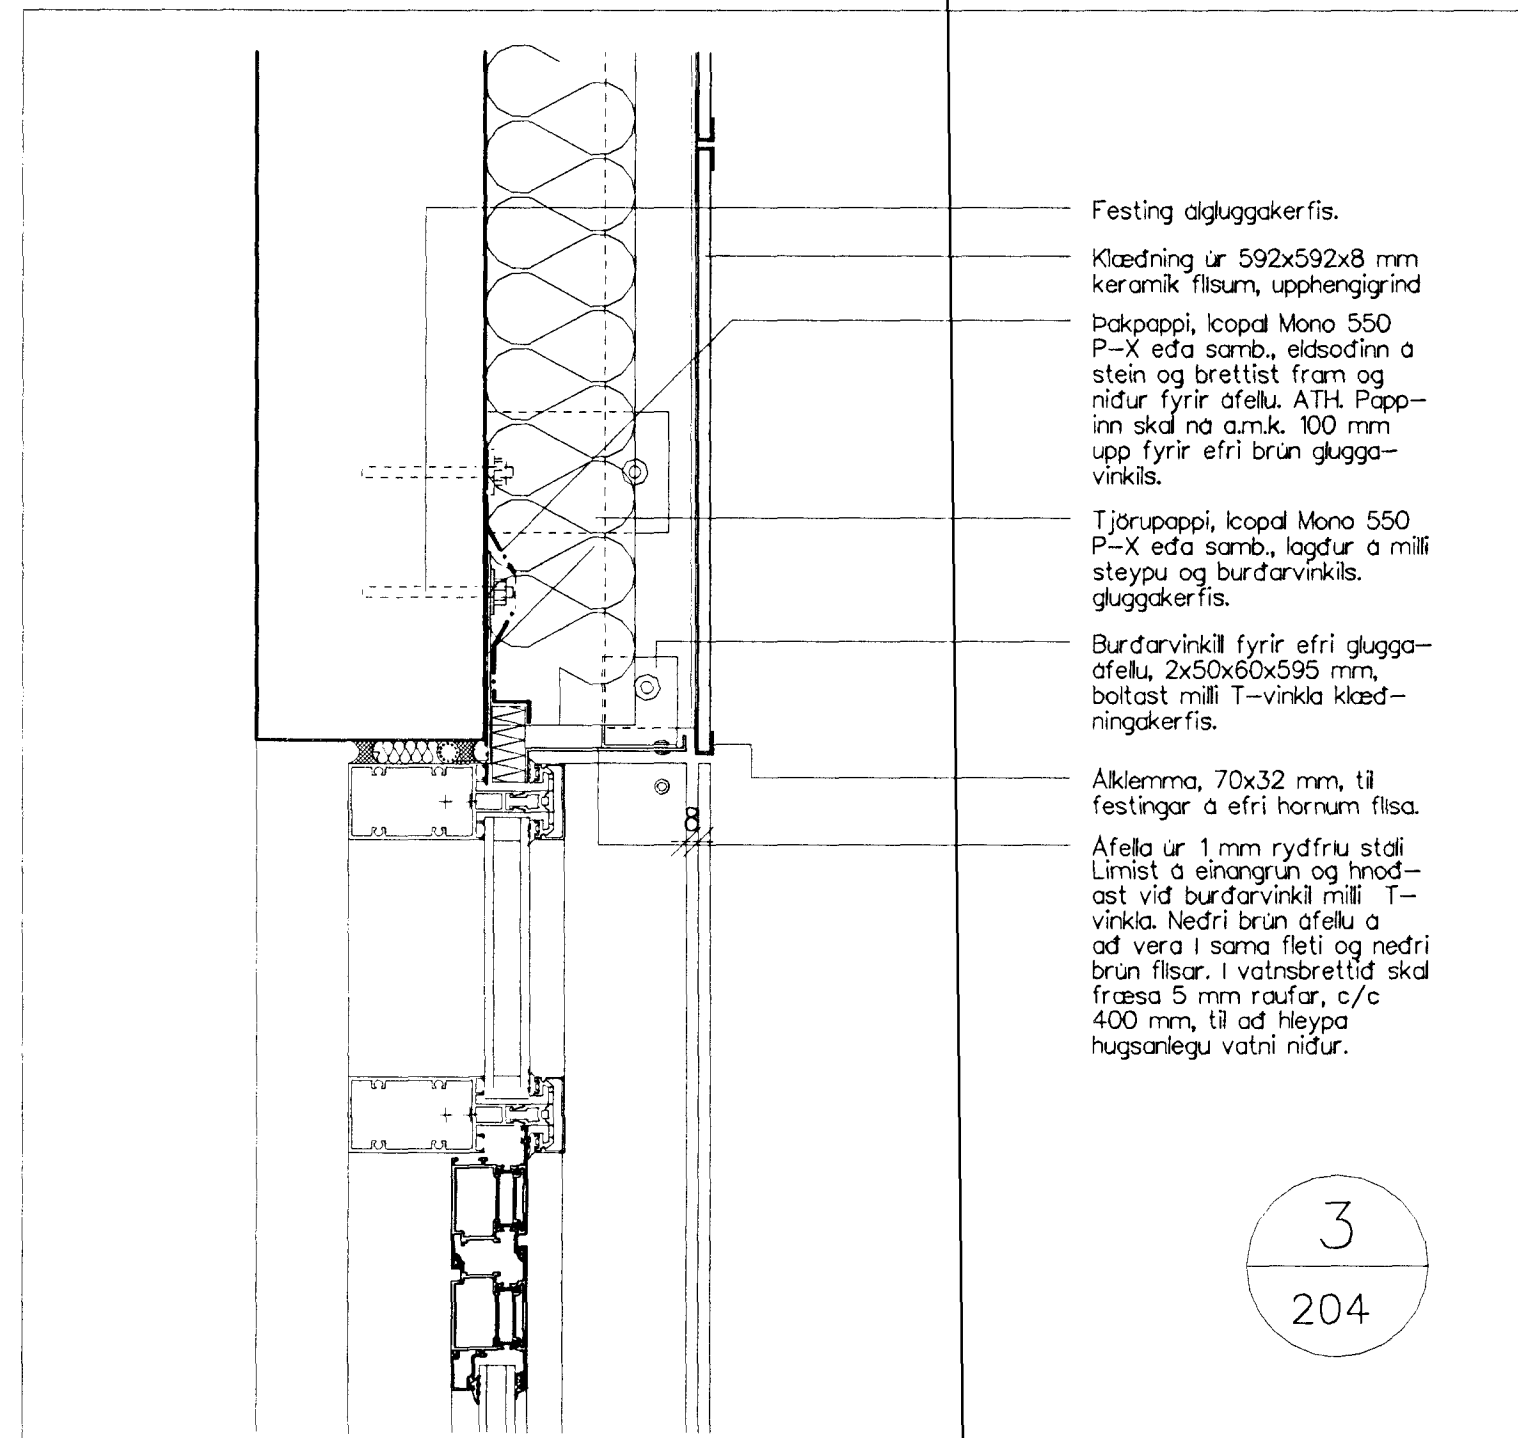 Festing álgluggakerfis.
Klæðning úr 592x592x8 mm
keramik flísum, upphengigrind
Þakpappi, Icopal Mono 550
P-X eða samb., eldsoðinn á
stein og brettist fram og
niður fyrir áfellu. ATH. Papp-
inn skal ná a.m.k. 100 mm
upp fyrir efri brún glugga-
vinkils.
Tjörupappi, Icopal Mono 550
P-X eða samb., lagður á milli
steypu og burðarvinkils.
gluggakerfis.
Burðarvinkill fyrir efri glugga-
áfellu, 2x50x60x595 mm,
boltast milli T-vinkla klæð-
ningakerfis.
Álklemma, 70x32 mm, til
festingar á efri hornum flísa.
8
Áfella úr 1 mm ryðfríu stáli
Límist á einangrun og hnoð-
ast við burðarvinkil milli T-
vinkla. Neðri brún áfellu á
að vera í sama fleti og neðri
brún flísar. Í vatnsbrettið skal
fræsa 5 mm raufar, c/c
400 mm, til að hleypa
hugsanlegu vatni niður.
3
204